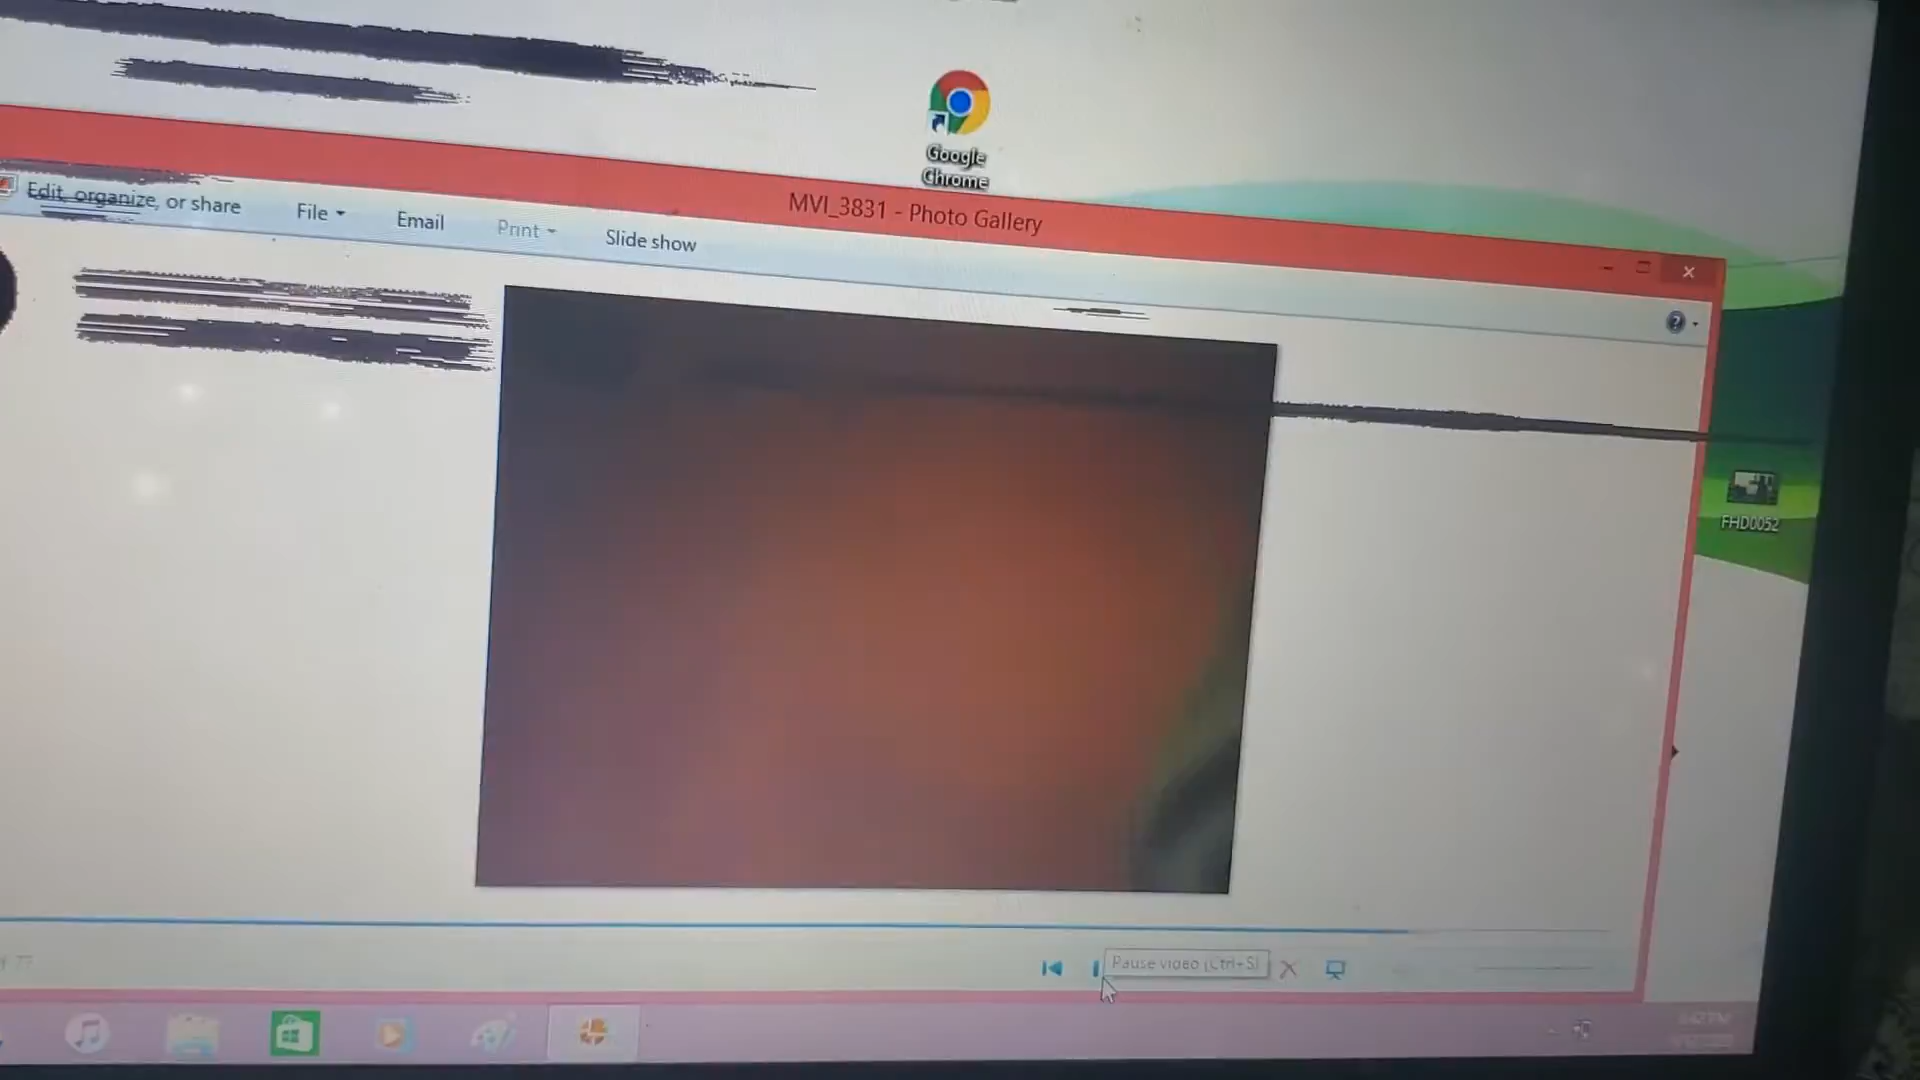 Google
Chrome
MVI_3831 - Photo Gallery
Edit, organize, or share
File
Email
Print
Slide show
FHD0052
Pause video (Ctrl+S)